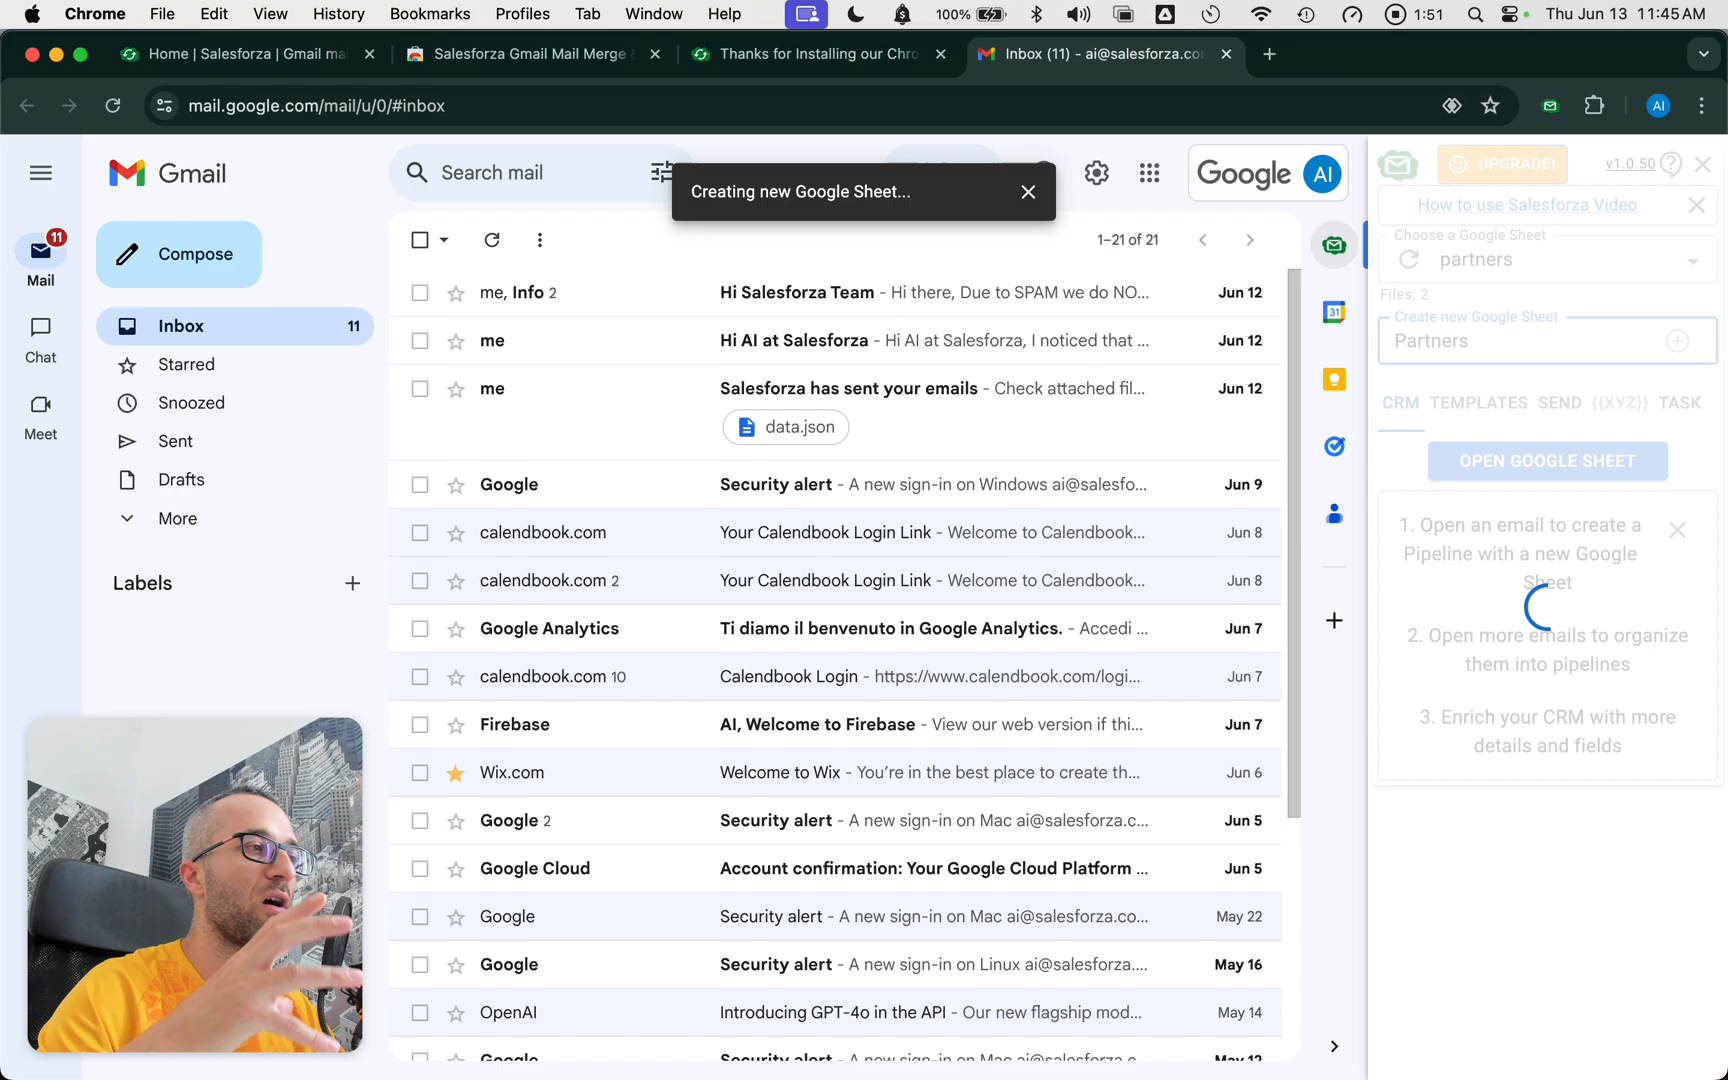 Chrome File Edit View History Bookmarks Profiles Tab Window Help 100% 1:51 Thu Jun 13 11:45 AM
Home | Salesforza | Gmail ma
Salesforza Gmail Mail Merge
Thanks for Installing our Chro
Inbox (11) - ai@salesforza.co
mail.google.com/mail/u/0/#inbox
AI
Gmail
Search mail
Creating new Google Sheet...
Google AI
11
Mail
Chat
Meet
Compose
Inbox 11
Starred
Snoozed
Sent
Drafts
More
Labels
1–21 of 21
me, Info 2 Hi Salesforza Team - Hi there, Due to SPAM we do NO... Jun 12
me Hi AI at Salesforza - Hi AI at Salesforza, I noticed that ... Jun 12
me Salesforza has sent your emails - Check attached fil... Jun 12
data.json
Google Security alert - A new sign-in on Windows ai@salesfo... Jun 9
calendbook.com Your Calendbook Login Link - Welcome to Calendbook... Jun 8
calendbook.com 2 Your Calendbook Login Link - Welcome to Calendbook... Jun 8
Google Analytics Ti diamo il benvenuto in Google Analytics. - Accedi ... Jun 7
calendbook.com 10 Calendbook Login - https://www.calendbook.com/logi... Jun 7
Firebase AI, Welcome to Firebase - View our web version if thi... Jun 7
Wix.com Welcome to Wix - You’re in the best place to create th... Jun 6
Google 2 Security alert - A new sign-in on Mac ai@salesforza.c... Jun 5
Google Cloud Account confirmation: Your Google Cloud Platform ... Jun 5
Google Security alert - A new sign-in on Mac ai@salesforza.co... May 22
Google Security alert - A new sign-in on Linux ai@salesforza.... May 16
OpenAI Introducing GPT-4o in the API - Our new flagship mod... May 14
Google Security alert - A new sign-in on Mac ai@salesforza.c... May 12
31
UPGRADE! v1.0.50
How to use Salesforza Video
Choose a Google Sheet
partners
Files: 2
Create new Google Sheet
Partners
CRM TEMPLATES SEND {{XYZ}} TASK
OPEN GOOGLE SHEET
1. Open an email to create a
Pipeline with a new Google
Sheet
2. Open more emails to organize
them into pipelines
3. Enrich your CRM with more
details and fields